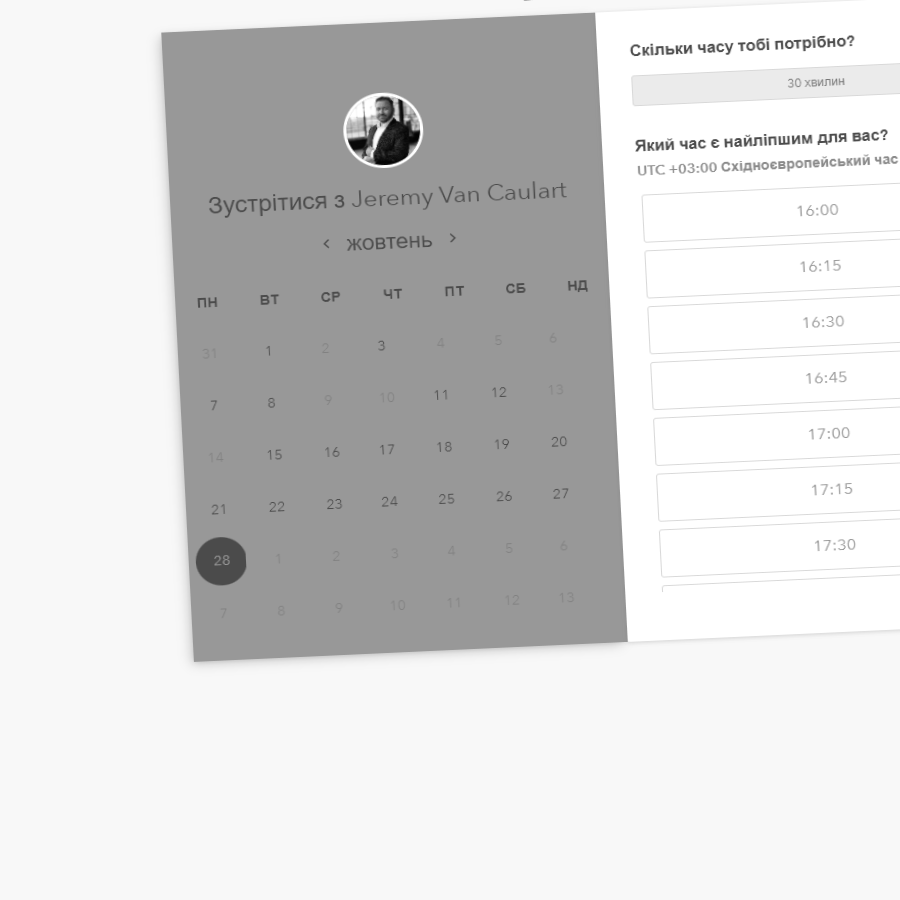 Зустрітися з Jeremy Van Caulart
‹ жовтень ›
ПН ВТ СР ЧТ ПТ СБ НД
31 1 2 3 4 5 6
7 8 9 10 11 12 13
14 15 16 17 18 19 20
21 22 23 24 25 26 27
28 1 2 3 4 5 6
7 8 9 10 11 12 13
Скільки часу тобі потрібно?
30 хвилин
Який час є найліпшим для вас?
UTC +03:00 Східноєвропейський час
16:00
16:15
16:30
16:45
17:00
17:15
17:30